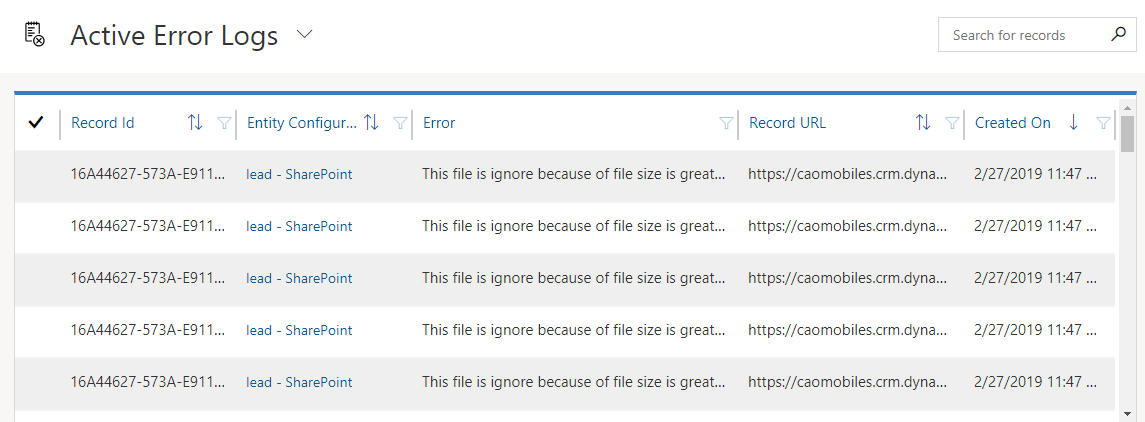 Active Error Logs
Search for records
Record Id Entity Configur... Error Record URL Created On
16A44627-573A-E911... lead - SharePoint This file is ignore because of file size is great... https://caomobiles.crm.dyna... 2/27/2019 11:47 ...
16A44627-573A-E911... lead - SharePoint This file is ignore because of file size is great... https://caomobiles.crm.dyna... 2/27/2019 11:47 ...
16A44627-573A-E911... lead - SharePoint This file is ignore because of file size is great... https://caomobiles.crm.dyna... 2/27/2019 11:47 ...
16A44627-573A-E911... lead - SharePoint This file is ignore because of file size is great... https://caomobiles.crm.dyna... 2/27/2019 11:47 ...
16A44627-573A-E911... lead - SharePoint This file is ignore because of file size is great... https://caomobiles.crm.dyna... 2/27/2019 11:47 ...